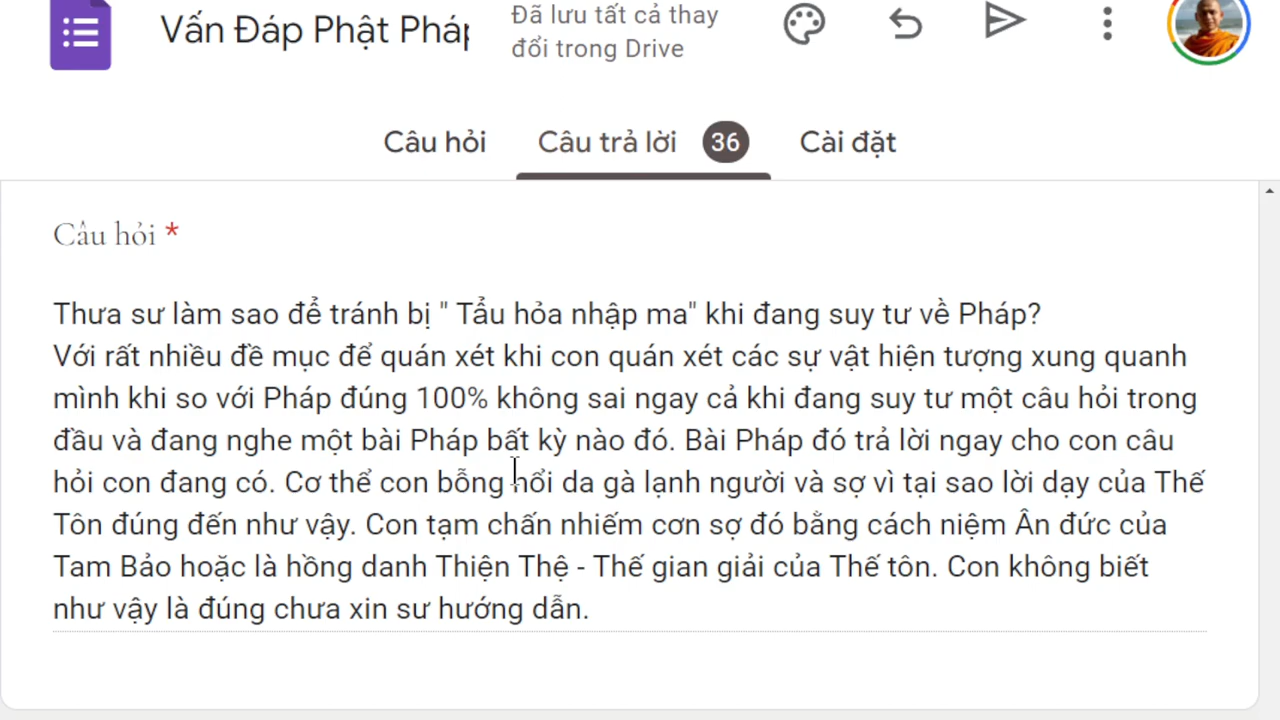 Vấn Đáp Phật Pháp
Đã lưu tất cả thay
đổi trong Drive
Câu hỏi
Câu trả lời
36
Cài đặt
Câu hỏi *
Thưa sư làm sao để tránh bị " Tẩu hỏa nhập ma" khi đang suy tư về Pháp?
Với rất nhiều đề mục để quán xét khi con quán xét các sự vật hiện tượng xung quanh
mình khi so với Pháp đúng 100% không sai ngay cả khi đang suy tư một câu hỏi trong
đầu và đang nghe một bài Pháp bất kỳ nào đó. Bài Pháp đó trả lời ngay cho con câu
hỏi con đang có. Cơ thể con bỗng nổi da gà lạnh người và sợ vì tại sao lời dạy của Thế
Tôn đúng đến như vậy. Con tạm chấn nhiếm cơn sợ đó bằng cách niệm Ân đức của
Tam Bảo hoặc là hồng danh Thiện Thệ - Thế gian giải của Thế tôn. Con không biết
như vậy là đúng chưa xin sư hướng dẫn.